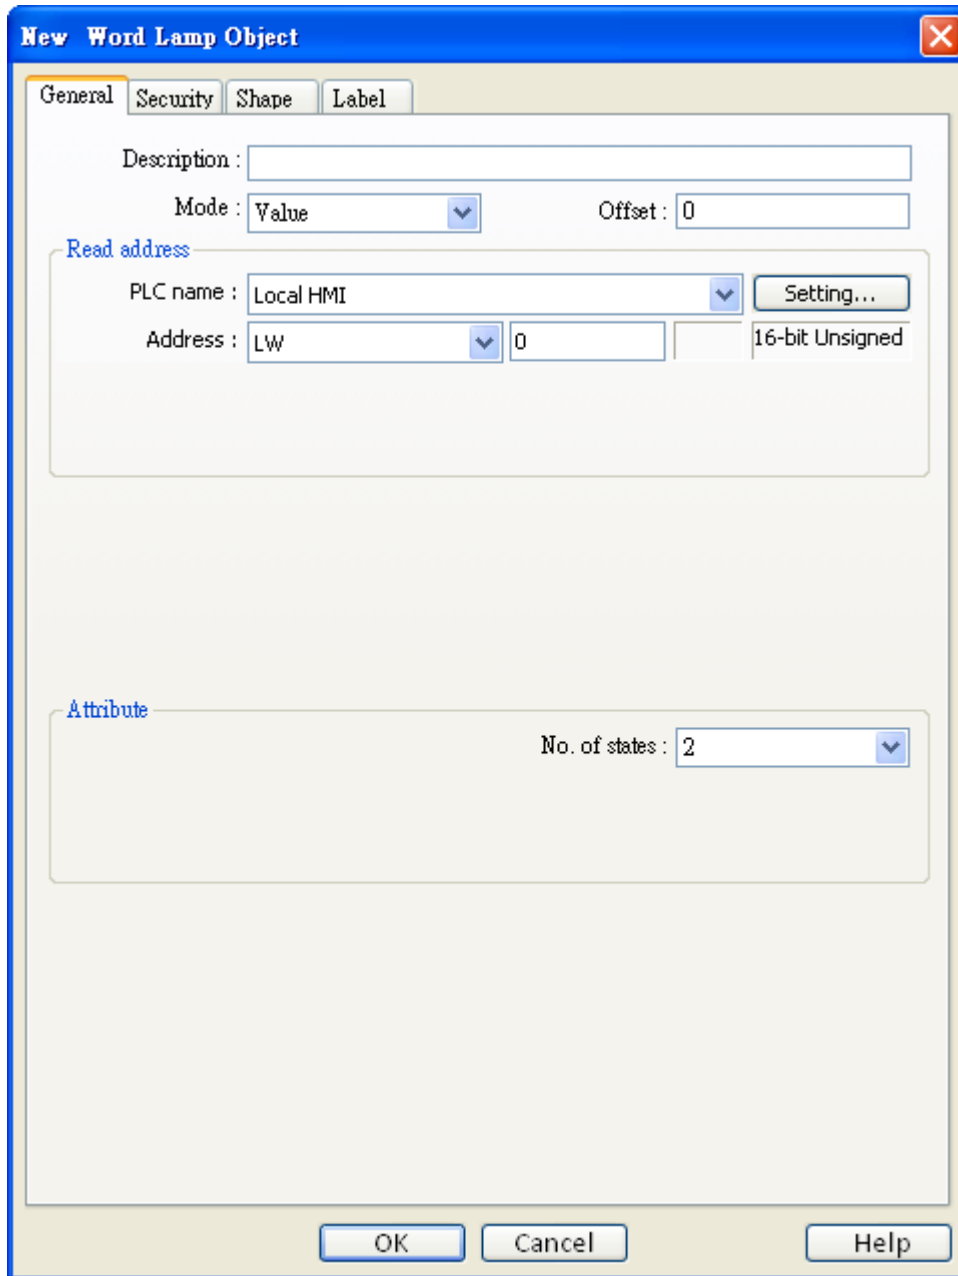 New Word Lamp Object
General Security Shape Label
Description :
Mode : Value Offset : 0
Read address
PLC name : Local HMI Setting...
Address : LW 0 16-bit Unsigned
Attribute
No. of states : 2
OK Cancel Help